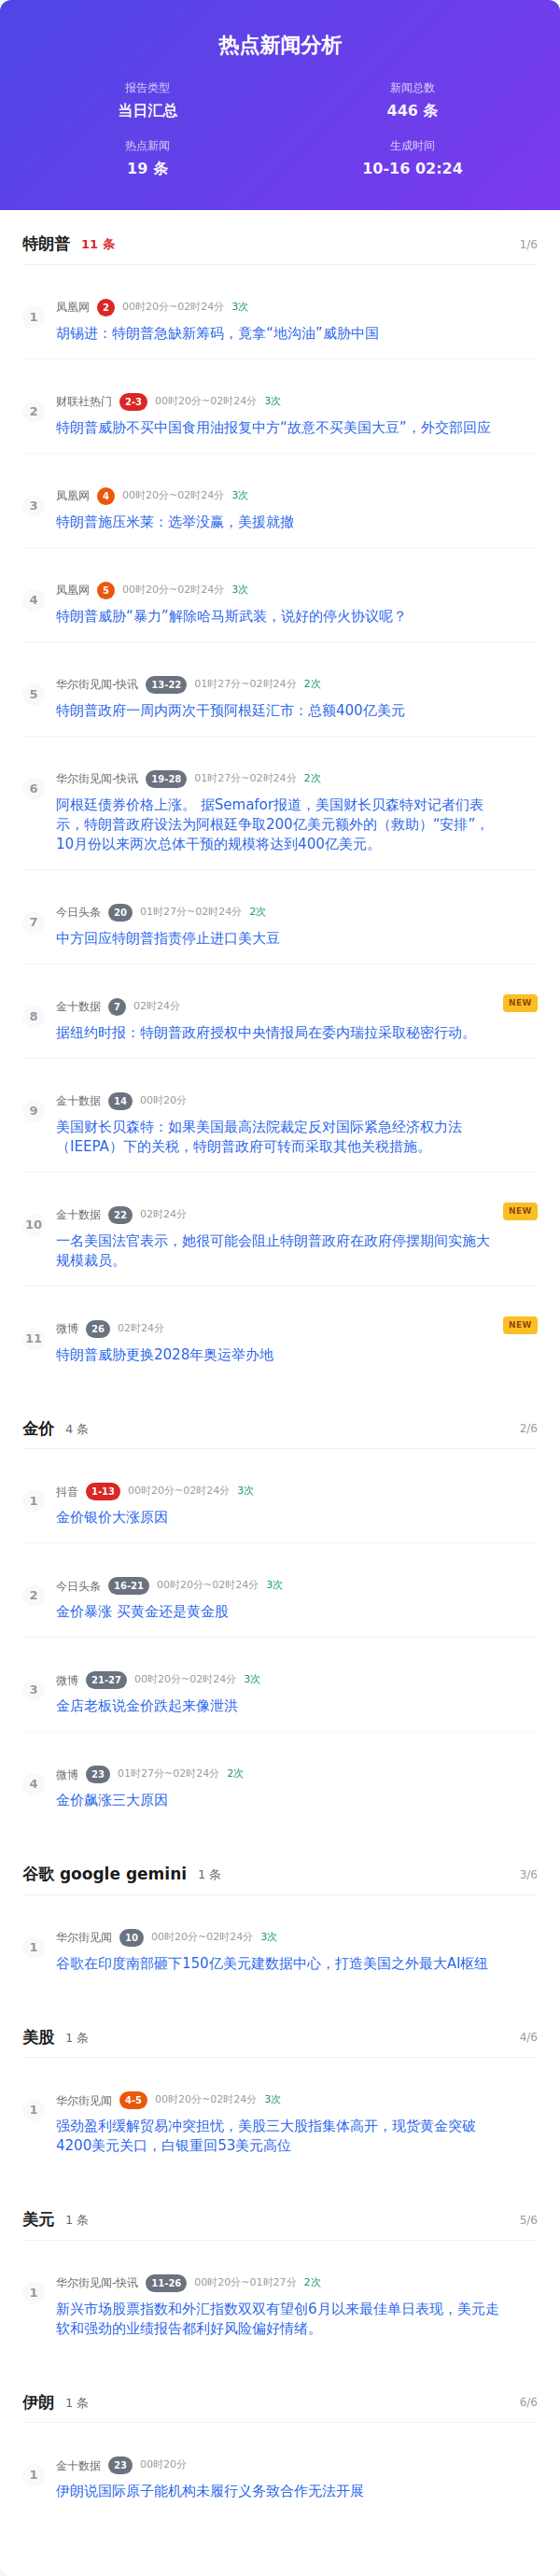 热点新闻分析
报告类型
当日汇总
新闻总数
446 条
热点新闻
19 条
生成时间
10-16 02:24
特朗普 11 条 1/6
1 凤凰网 2 00时20分~02时24分 3次
胡锡进：特朗普急缺新筹码，竟拿“地沟油”威胁中国
2 财联社热门 2-3 00时20分~02时24分 3次
特朗普威胁不买中国食用油报复中方“故意不买美国大豆”，外交部回应
3 凤凰网 4 00时20分~02时24分 3次
特朗普施压米莱：选举没赢，美援就撤
4 凤凰网 5 00时20分~02时24分 3次
特朗普威胁“暴力”解除哈马斯武装，说好的停火协议呢？
5 华尔街见闻-快讯 13-22 01时27分~02时24分 2次
特朗普政府一周内两次干预阿根廷汇市：总额400亿美元
6 华尔街见闻-快讯 19-28 01时27分~02时24分 2次
阿根廷债券价格上涨。 据Semafor报道，美国财长贝森特对记者们表
示，特朗普政府设法为阿根廷争取200亿美元额外的（救助）“安排”，
10月份以来两次总体干预的规模将达到400亿美元。
7 今日头条 20 01时27分~02时24分 2次
中方回应特朗普指责停止进口美大豆
8 金十数据 7 02时24分 NEW
据纽约时报：特朗普政府授权中央情报局在委内瑞拉采取秘密行动。
9 金十数据 14 00时20分
美国财长贝森特：如果美国最高法院裁定反对国际紧急经济权力法
（IEEPA）下的关税，特朗普政府可转而采取其他关税措施。
10 金十数据 22 02时24分 NEW
一名美国法官表示，她很可能会阻止特朗普政府在政府停摆期间实施大
规模裁员。
11 微博 26 02时24分 NEW
特朗普威胁更换2028年奥运举办地
金价 4 条 2/6
1 抖音 1-13 00时20分~02时24分 3次
金价银价大涨原因
2 今日头条 16-21 00时20分~02时24分 3次
金价暴涨 买黄金还是黄金股
3 微博 21-27 00时20分~02时24分 3次
金店老板说金价跌起来像泄洪
4 微博 23 01时27分~02时24分 2次
金价飙涨三大原因
谷歌 google gemini 1 条 3/6
1 华尔街见闻 10 00时20分~02时24分 3次
谷歌在印度南部砸下150亿美元建数据中心，打造美国之外最大AI枢纽
美股 1 条 4/6
1 华尔街见闻 4-5 00时20分~02时24分 3次
强劲盈利缓解贸易冲突担忧，美股三大股指集体高开，现货黄金突破
4200美元关口，白银重回53美元高位
美元 1 条 5/6
1 华尔街见闻-快讯 11-26 00时20分~01时27分 2次
新兴市场股票指数和外汇指数双双有望创6月以来最佳单日表现，美元走
软和强劲的业绩报告都利好风险偏好情绪。
伊朗 1 条 6/6
1 金十数据 23 00时20分
伊朗说国际原子能机构未履行义务致合作无法开展